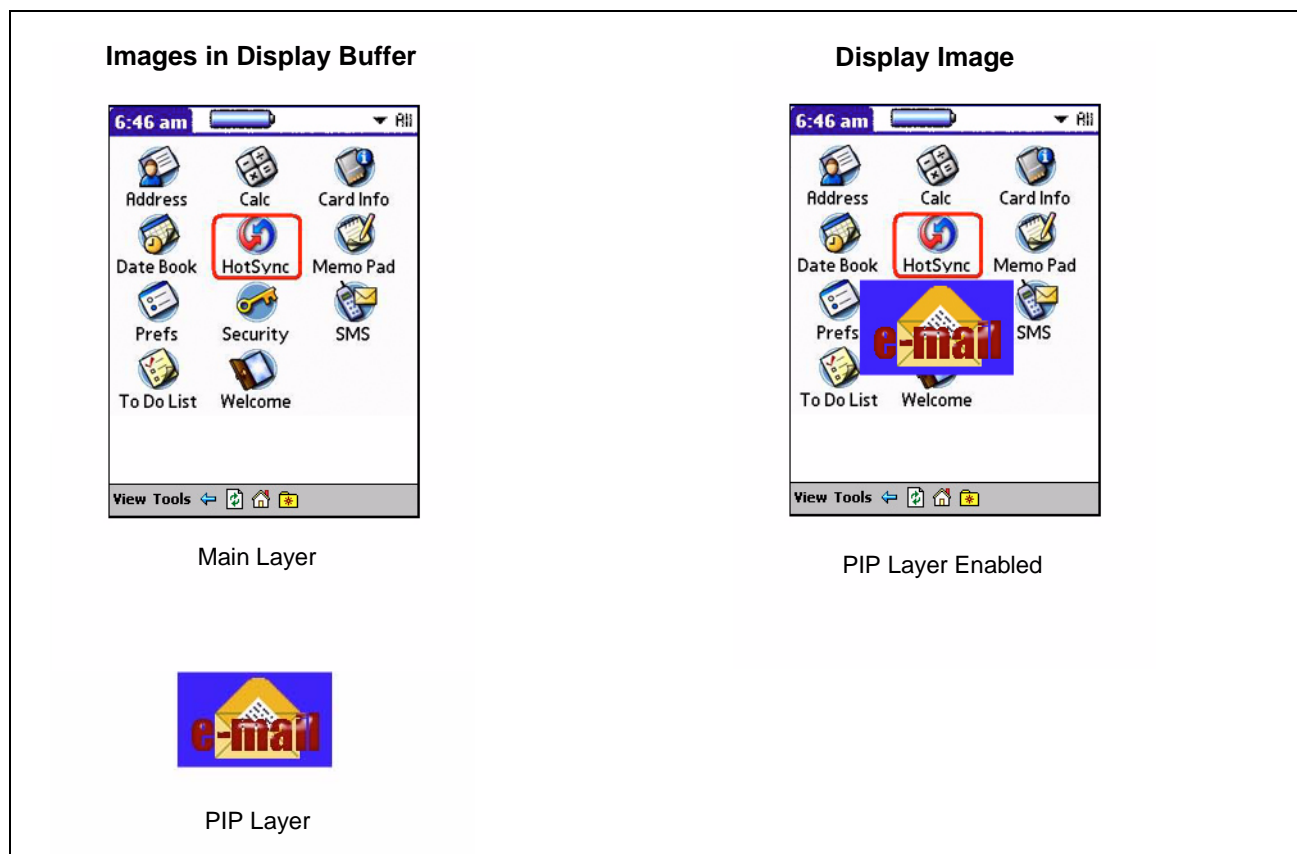 Images in Display Buffer
6:46 am All
Address Calc Card Info
Date Book HotSync Memo Pad
Prefs Security SMS
To Do List Welcome
View Tools
Main Layer
e-mail
PIP Layer
Display Image
6:46 am All
Address Calc Card Info
Date Book HotSync Memo Pad
Prefs e-mail SMS
To Do List Welcome
View Tools
PIP Layer Enabled